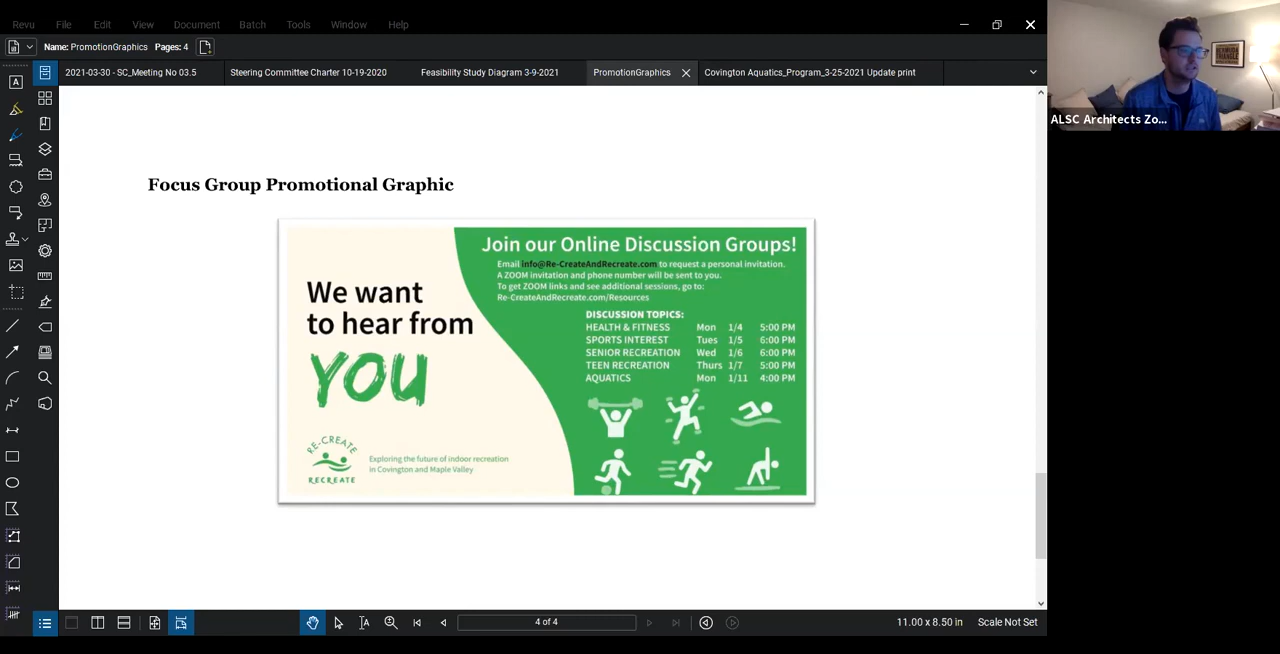 Revu File Edit View Document Batch Tools Window Help
Name: PromotionGraphics Pages: 4
2021-03-30 - SC_Meeting No 03.5
Steering Committee Charter 10-19-2020
Feasibility Study Diagram 3-9-2021
PromotionGraphics
Covington Aquatics_Program_3-25-2021 Update print
BERMUDA
TRIANGLE
ALSC Architects Zo...
Focus Group Promotional Graphic
We want
to hear from
YOU
RE-CREATE
RECREATE
Exploring the future of indoor recreation
in Covington and Maple Valley
Join our Online Discussion Groups!
Email info@Re-CreateAndRecreate.com to request a personal invitation.
A ZOOM invitation and phone number will be sent to you.
To get ZOOM links and see additional sessions, go to:
Re-CreateAndRecreate.com/Resources
DISCUSSION TOPICS:
HEALTH & FITNESS Mon 1/4 5:00 PM
SPORTS INTEREST Tues 1/5 6:00 PM
SENIOR RECREATION Wed 1/6 6:00 PM
TEEN RECREATION Thurs 1/7 5:00 PM
AQUATICS Mon 1/11 4:00 PM
4 of 4
11.00 x 8.50 in
Scale Not Set